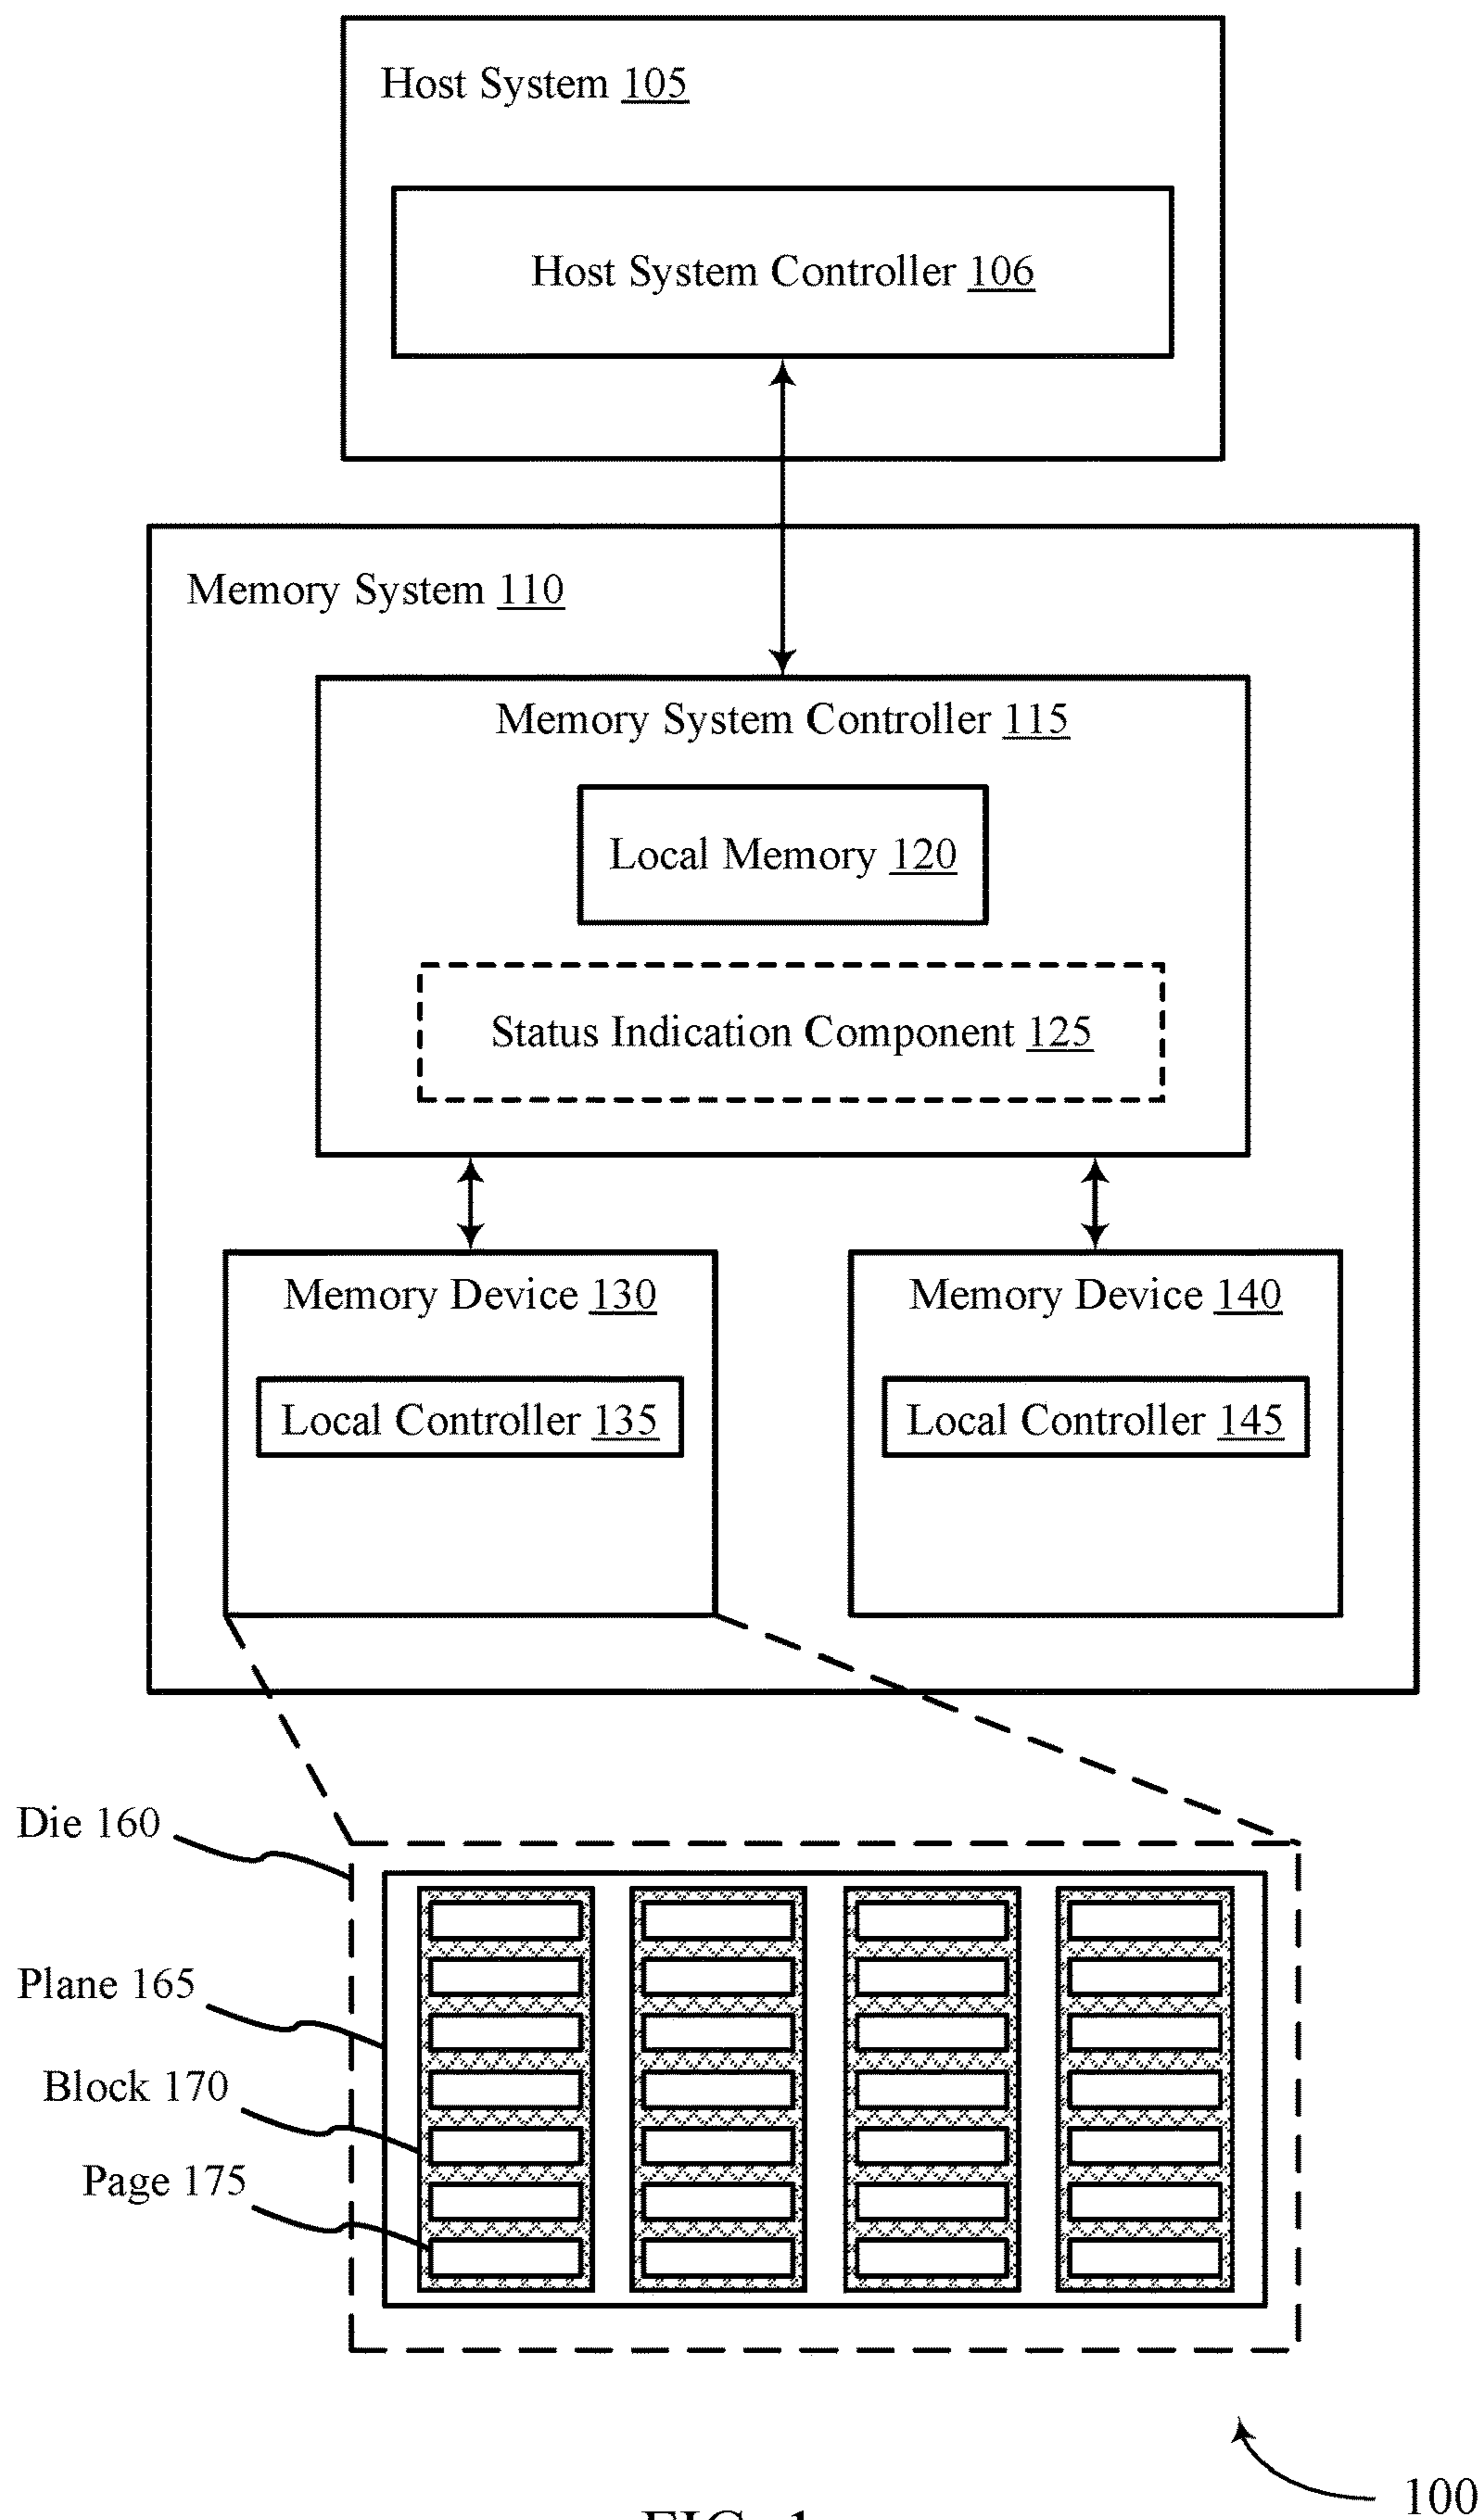 Host System 105
Host System Controller 106
Memory System 110
Memory System Controller 115
Local Memory 120
Status Indication Component 125
Memory Device 130
Memory Device 140
Local Controller 135
Local Controller 145
Die 160
Plane 165
Block 170
Page 175
100
FIG. 1